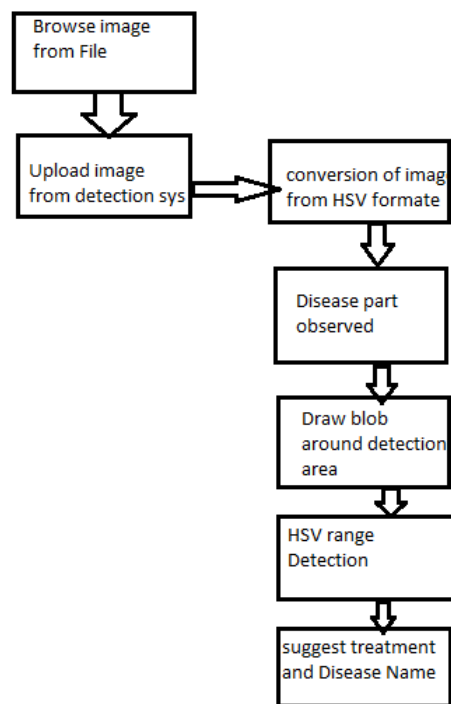 Browse image
from File
Upload image
from detection sys
conversion of image
from HSV formate
Disease part
observed
Draw blob
around detection
area
HSV range
Detection
suggest treatment
and Disease Name